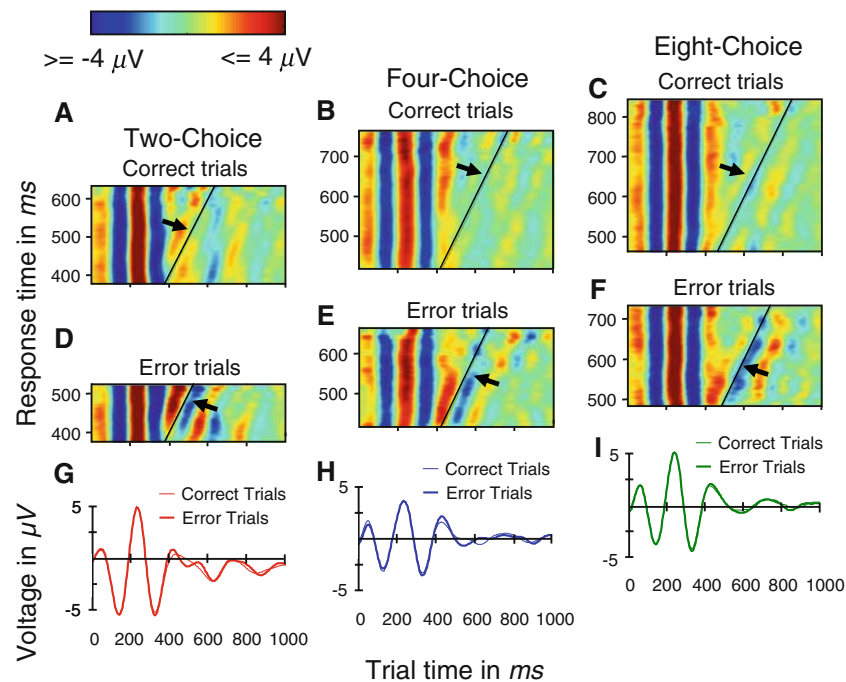 >= -4 μV <= 4 μV
Eight-Choice
Four-Choice
Correct trials
C
A
B
Correct trials
Two-Choice
Correct trials
800
700
600
500
700
600
500
600
500
400
Response time in ms
F
Error trials
E
Error trials
D
Error trials
700
600
500
600
500
500
400
G
H
I
Correct Trials
Error Trials
Correct Trials
Error Trials
Correct Trials
Error Trials
Voltage in μV
5
-5
0 200 400 600 800 1000
5
-5
0 200 400 600 800 1000
5
-5
0 200 400 600 800 1000
Trial time in ms